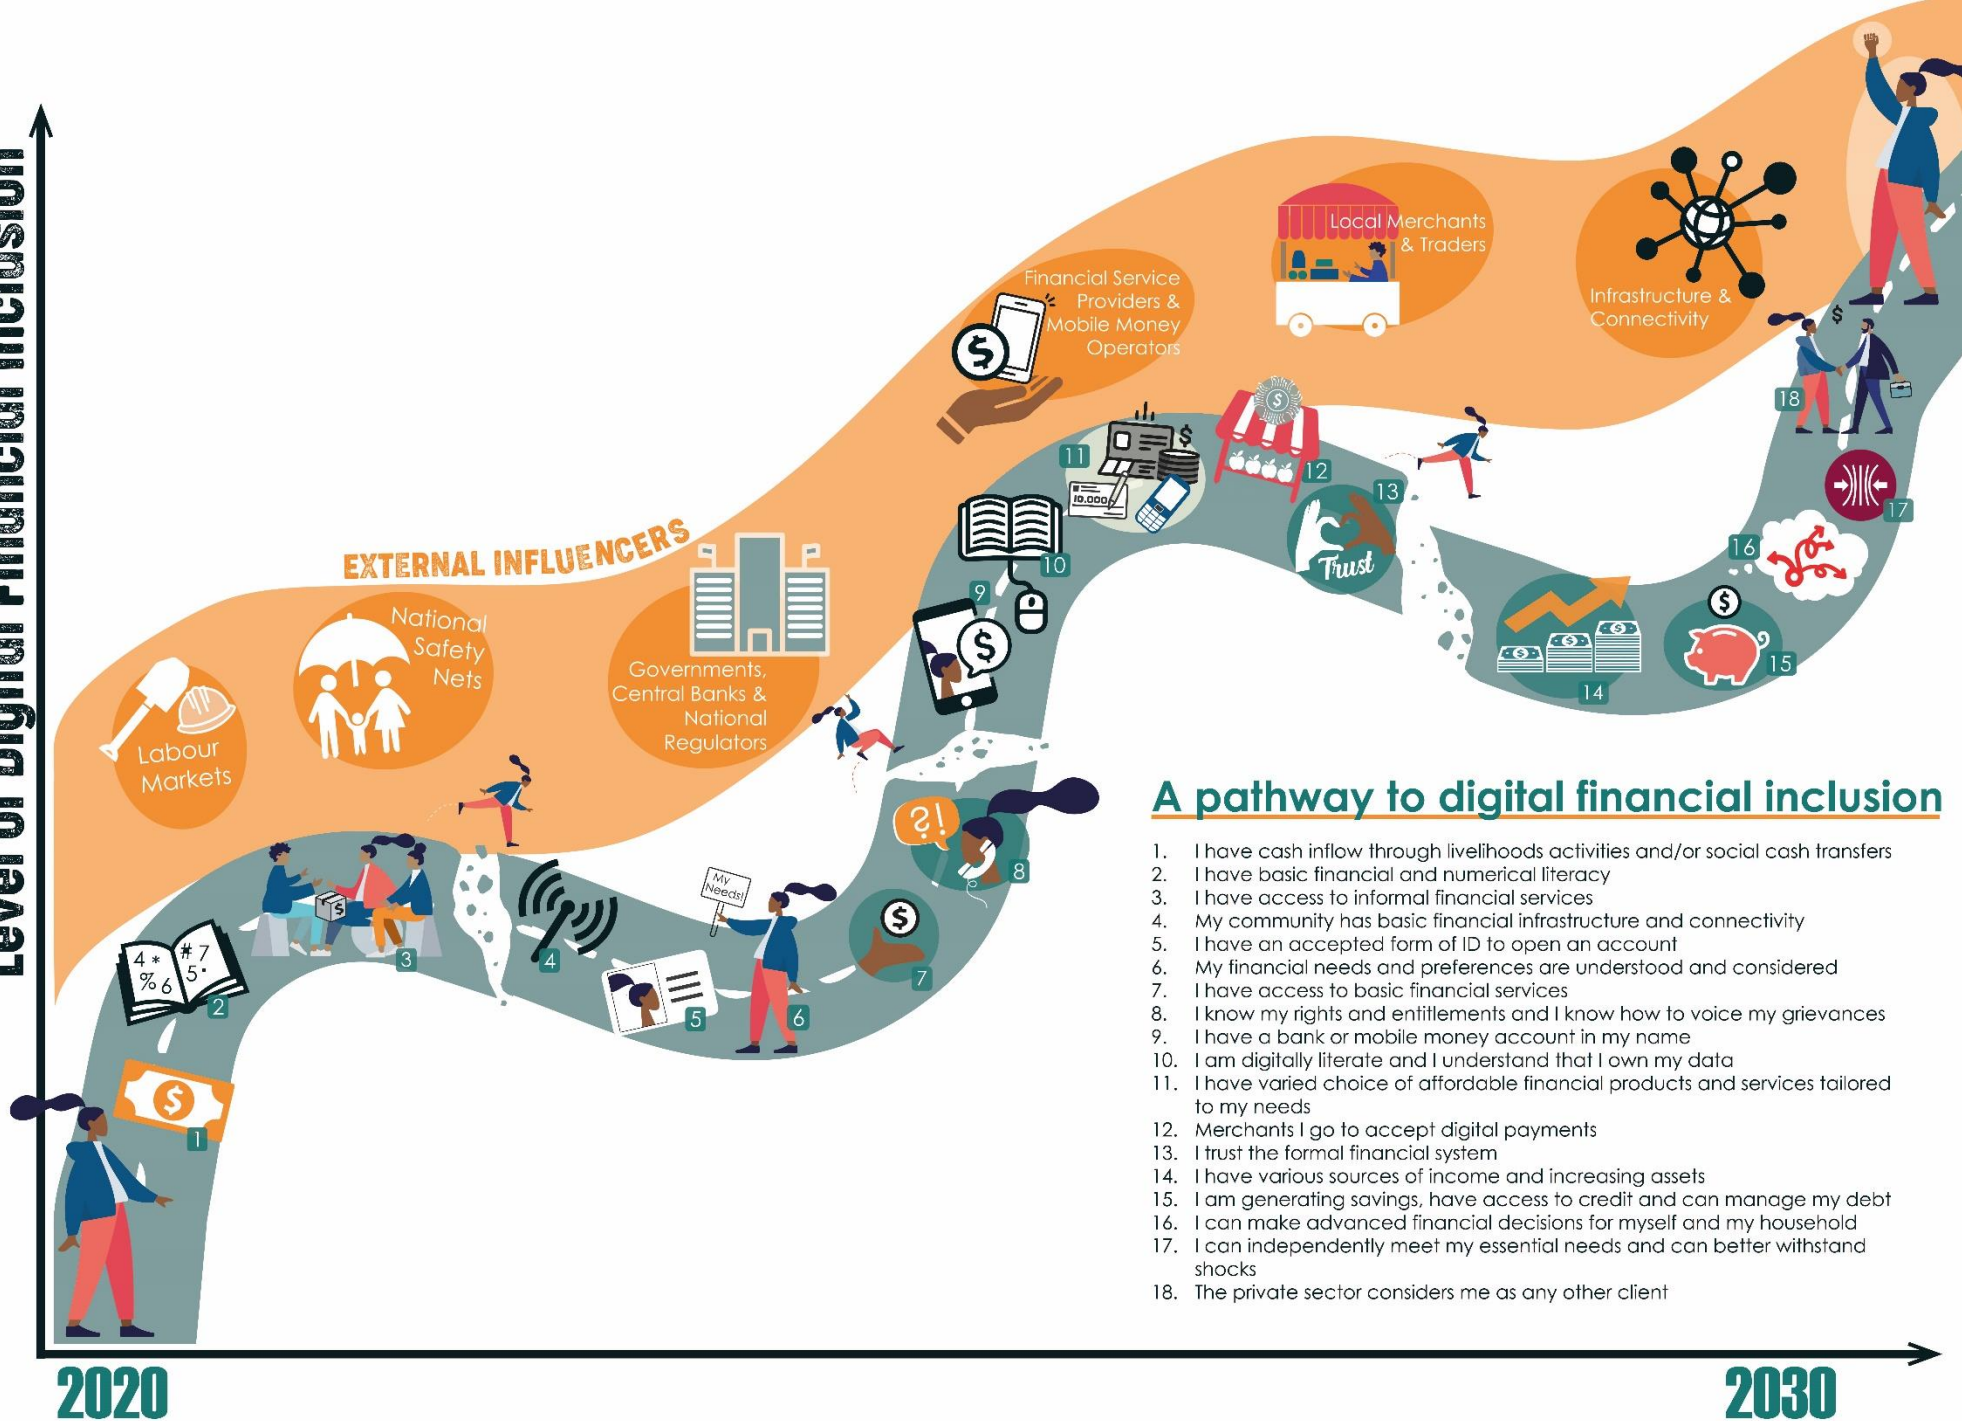 Level of Digital Financial Inclusion
EXTERNAL INFLUENCERS
Labour
Markets
National
Safety
Nets
Governments,
Central Banks &
National
Regulators
Financial Service
Providers &
Mobile Money
Operators
Local Merchants
& Traders
Infrastructure &
Connectivity
$
1
4 * # 7
% 6 5
2
$
3
4
5
My
Needs!
6
$
7
?!
8
9
$
10
11
$
10.000
$
12
13
Trust
14
$
15
16
17
18
$
A pathway to digital financial inclusion
1. I have cash inflow through livelihoods activities and/or social cash transfers
2. I have basic financial and numerical literacy
3. I have access to informal financial services
4. My community has basic financial infrastructure and connectivity
5. I have an accepted form of ID to open an account
6. My financial needs and preferences are understood and considered
7. I have access to basic financial services
8. I know my rights and entitlements and I know how to voice my grievances
9. I have a bank or mobile money account in my name
10. I am digitally literate and I understand that I own my data
11. I have varied choice of affordable financial products and services tailored
to my needs
12. Merchants I go to accept digital payments
13. I trust the formal financial system
14. I have various sources of income and increasing assets
15. I am generating savings, have access to credit and can manage my debt
16. I can make advanced financial decisions for myself and my household
17. I can independently meet my essential needs and can better withstand
shocks
18. The private sector considers me as any other client
2020
2030